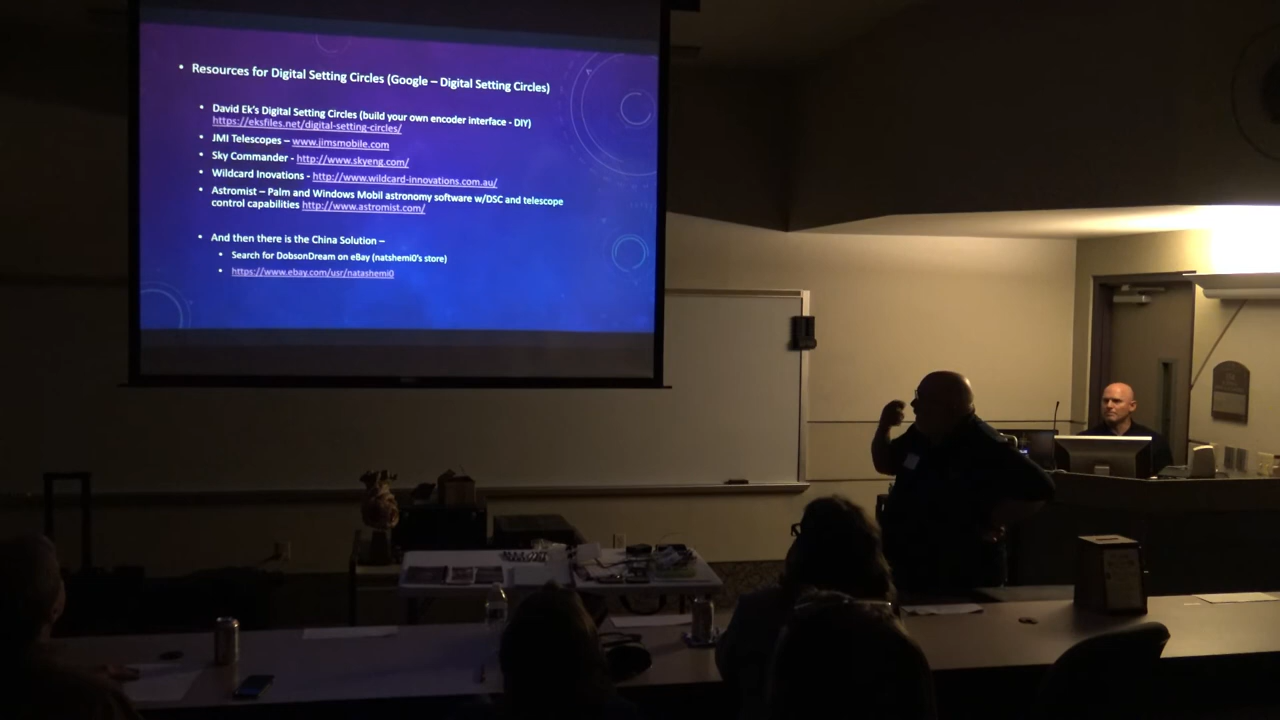 • Resources for Digital Setting Circles (Google – Digital Setting Circles)
• David Ek's Digital Setting Circles (build your own encoder interface - DIY)
https://eksfiles.net/digital-setting-circles/
• JMI Telescopes – www.jimsmobile.com
• Sky Commander - http://www.skyeng.com/
• Wildcard Inovations - http://www.wildcard-innovations.com.au/
• Astromist – Palm and Windows Mobil astronomy software w/DSC and telescope
control capabilities http://www.astromist.com/
• And then there is the China Solution –
• Search for DobsonDream on eBay (natshemi0's store)
• https://www.ebay.com/usr/natashemi0